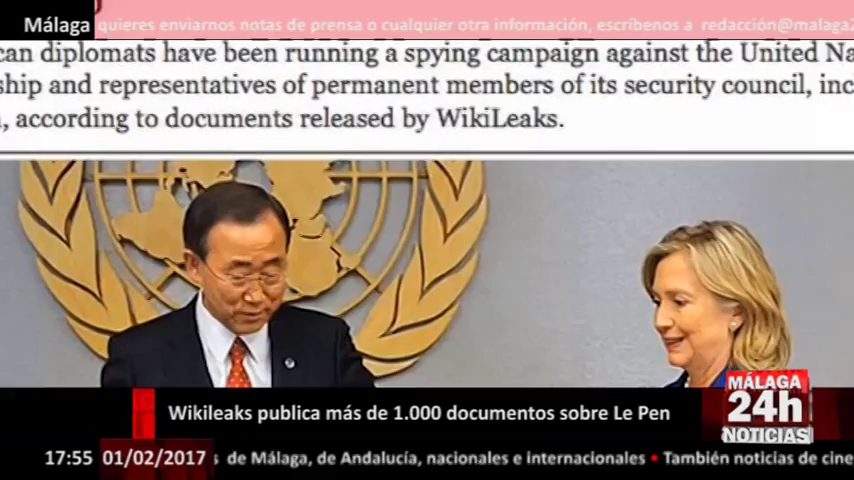 Málaga
quieres enviarnos notas de prensa o cualquier otra información, escríbenos a redacción@malaga2
can diplomats have been running a spying campaign against the United Na
ship and representatives of permanent members of its security council, inc
, according to documents released by WikiLeaks.
Wikileaks publica más de 1.000 documentos sobre Le Pen
MÁLAGA
24h
NOTICIAS
17:55 01/02/2017 s de Málaga, de Andalucía, nacionales e internacionales • También noticias de cine